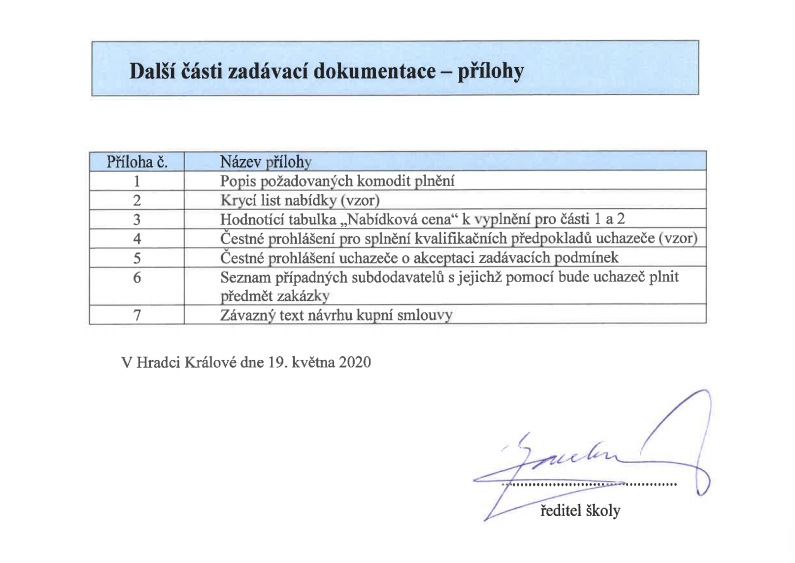 Další části zadávací dokumentace – přílohy
Příloha č. Název přílohy
1 Popis požadovaných komodit plnění
2 Krycí list nabídky (vzor)
3 Hodnotící tabulka „Nabídková cena“ k vyplnění pro části 1 a 2
4 Čestné prohlášení pro splnění kvalifikačních předpokladů uchazeče (vzor)
5 Čestné prohlášení uchazeče o akceptaci zadávacích podmínek
6 Seznam případných subdodavatelů s jejichž pomocí bude uchazeč plnit
předmět zakázky
7 Závazný text návrhu kupní smlouvy
V Hradci Králové dne 19. května 2020
ředitel školy